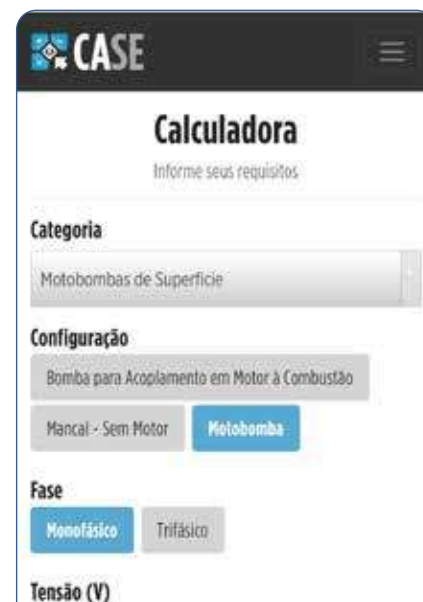 CASE
Calculadora
Informe seus requisitos
Categoria
Motobombas de Superfície
Configuração
Bomba para Acoplamento em Motor à Combustão
Mancal - Sem Motor
Motobomba
Fase
Monofásico
Trifásico
Tensão (V)